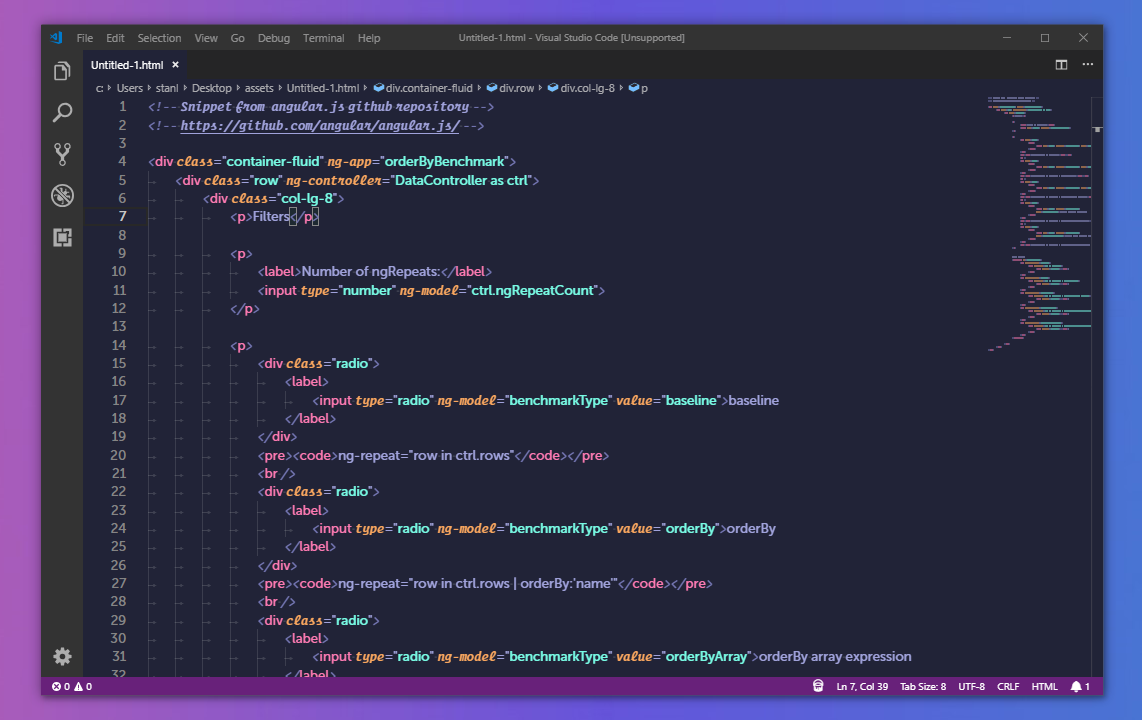 File Edit Selection View Go Debug Terminal Help Untitled-1.html - Visual Studio Code [Unsupported]
Untitled-1.html ×
c: › Users › stanl › Desktop › assets › Untitled-1.html › div.container-fluid › div.row › div.col-lg-8 › p
1 <!-- Snippet from angular.js github repository -->
2 <!-- https://github.com/angular/angular.js/ -->
3
4 <div class="container-fluid" ng-app="orderByBenchmark">
5 <div class="row" ng-controller="DataController as ctrl">
6 <div class="col-lg-8">
7 <p>Filters</p>
8
9 <p>
10 <label>Number of ngRepeats:</label>
11 <input type="number" ng-model="ctrl.ngRepeatCount">
12 </p>
13
14 <p>
15 <div class="radio">
16 <label>
17 <input type="radio" ng-model="benchmarkType" value="baseline">baseline
18 </label>
19 </div>
20 <pre><code>ng-repeat="row in ctrl.rows"</code></pre>
21 <br/>
22 <div class="radio">
23 <label>
24 <input type="radio" ng-model="benchmarkType" value="orderBy">orderBy
25 </label>
26 </div>
27 <pre><code>ng-repeat="row in ctrl.rows | orderBy:'name'"</code></pre>
28 <br/>
29 <div class="radio">
30 <label>
31 <input type="radio" ng-model="benchmarkType" value="orderByArray">orderBy array expression
32 </label>
0 0 Ln 7, Col 39 Tab Size: 8 UTF-8 CRLF HTML 1